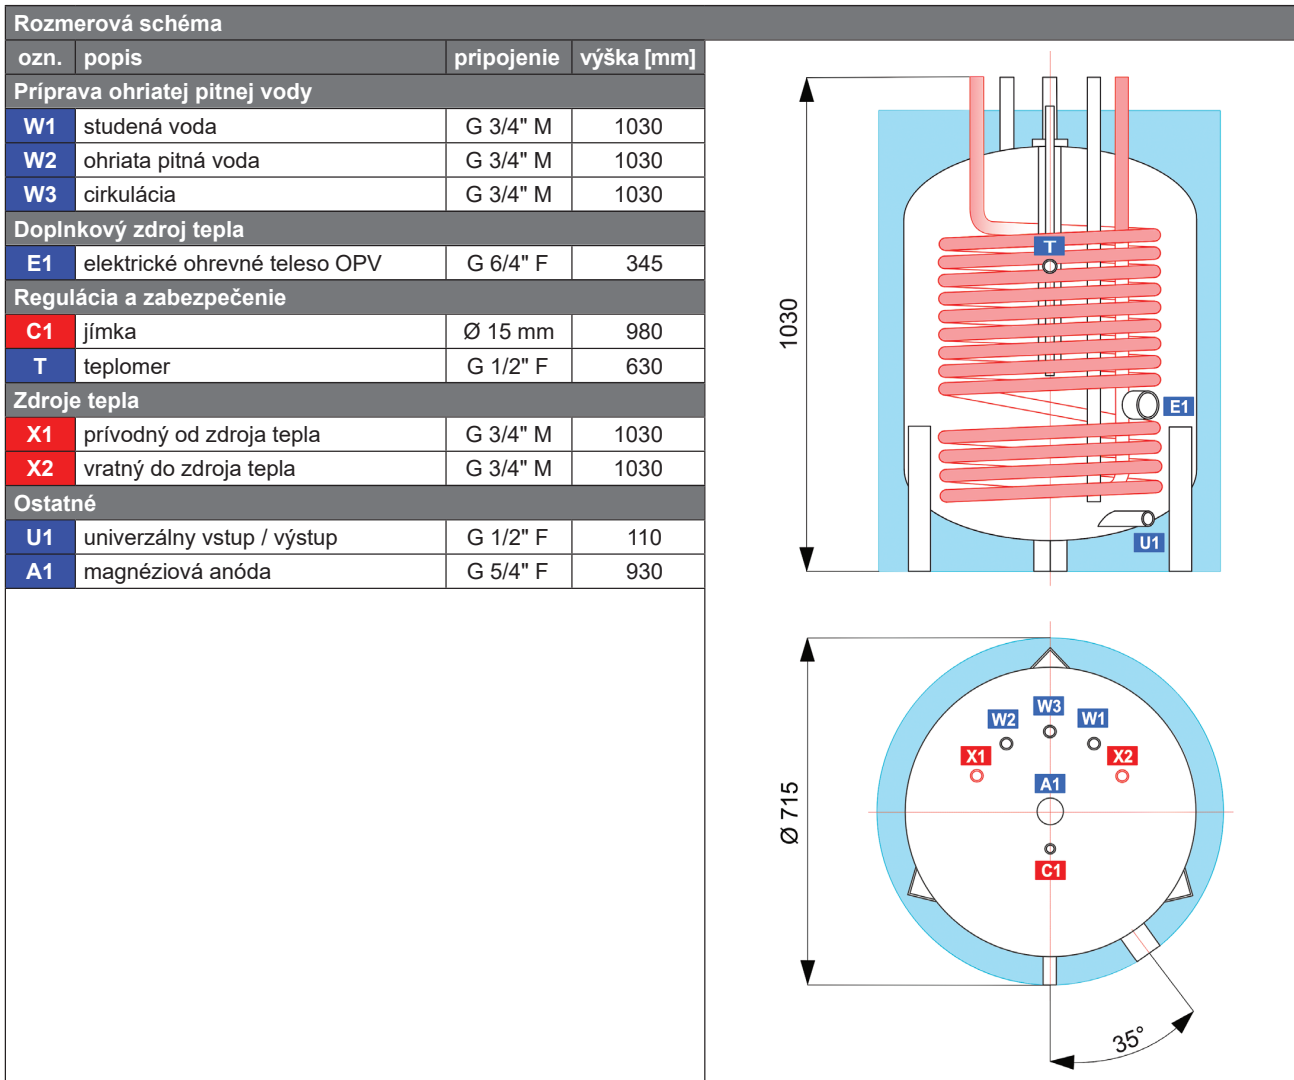 Rozmerová schéma
ozn. popis pripojenie výška [mm]
Príprava ohriatej pitnej vody
W1 studená voda G 3/4" M 1030
W2 ohriata pitná voda G 3/4" M 1030
W3 cirkulácia G 3/4" M 1030
Doplnkový zdroj tepla
E1 elektrické ohrevné teleso OPV G 6/4" F 345
Regulácia a zabezpečenie
C1 jímka Ø 15 mm 980
T teplomer G 1/2" F 630
Zdroje tepla
X1 prívodný od zdroja tepla G 3/4" M 1030
X2 vratný do zdroja tepla G 3/4" M 1030
Ostatné
U1 univerzálny vstup / výstup G 1/2" F 110
A1 magnéziová anóda G 5/4" F 930
1030
T
E1
U1
Ø 715
W3
W2 W1
X1 X2
A1
C1
35°